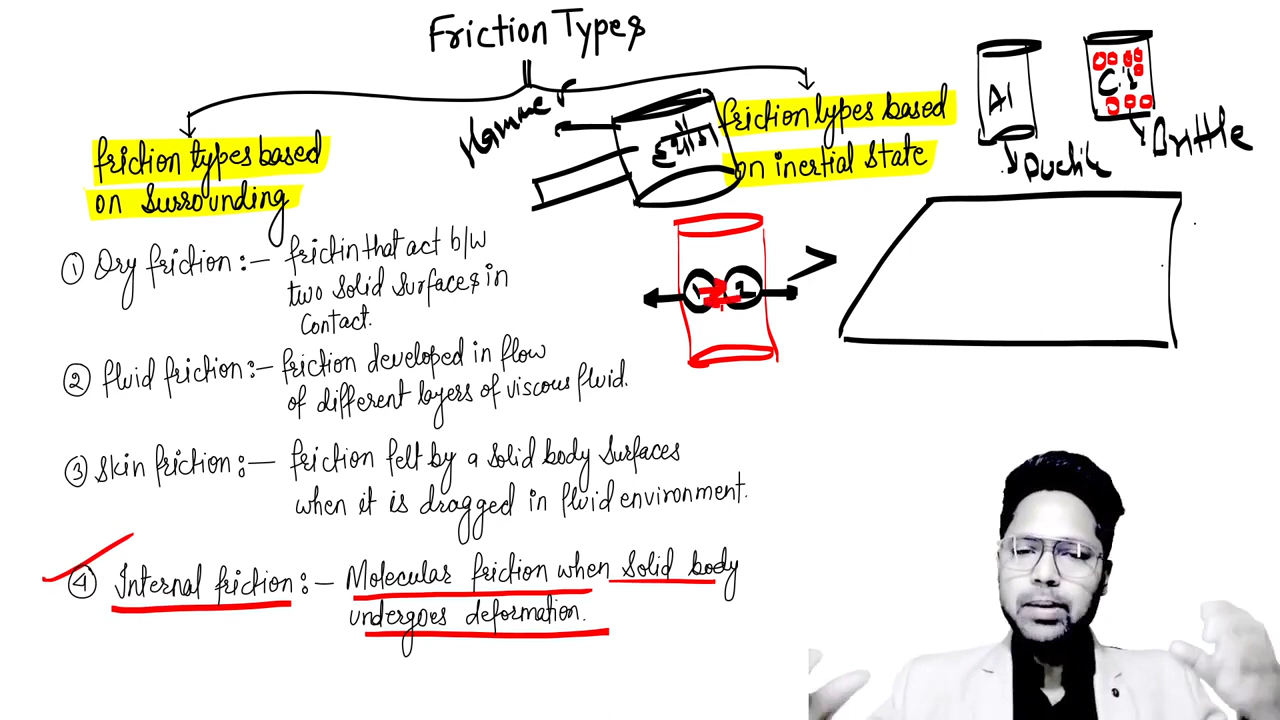 Friction Types
friction types based
on Surrounding
① Dry friction :— frictin that act b/w
two solid surfaces in
Contact.
② fluid friction :— friction developed in flow
of different layers of viscous fluid.
③ Skin friction :— friction felt by a solid body surfaces
when it is dragged in fluid environment.
④ Internal friction :— Molecular friction when solid body
undergoes deformation.
friction types based
on inertial state
1 2
>
Al